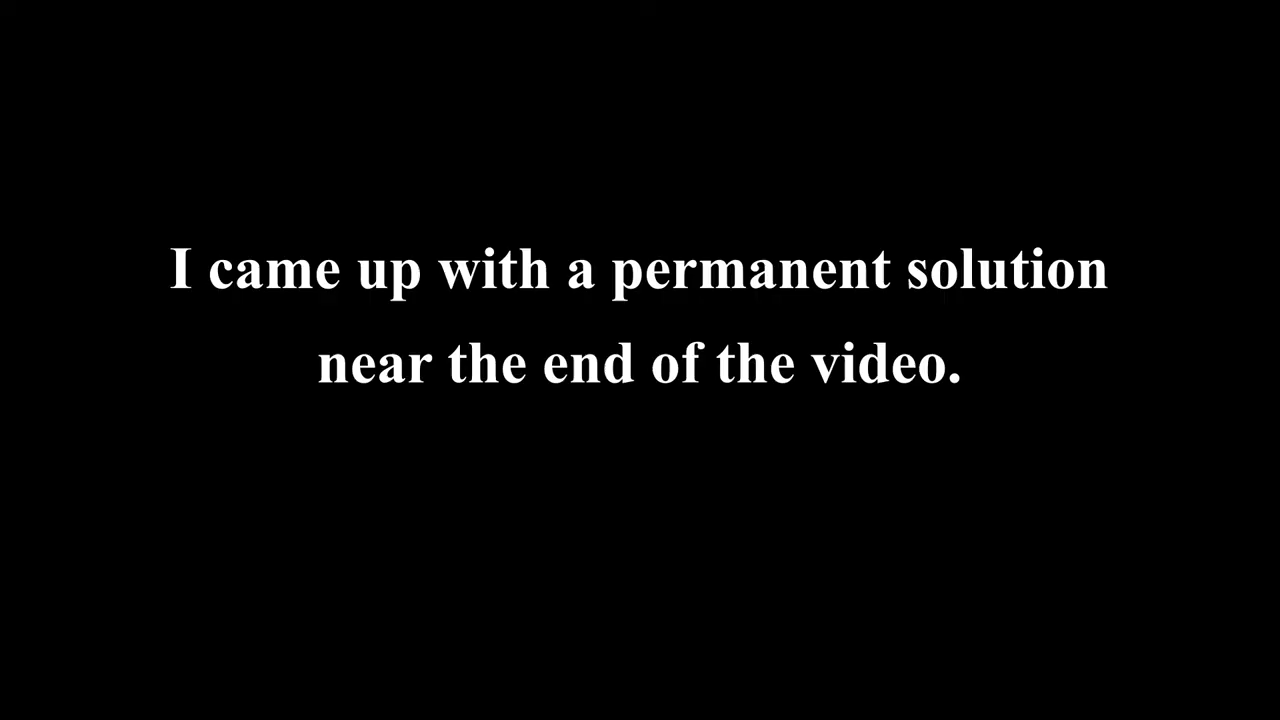 I came up with a permanent solution
near the end of the video.